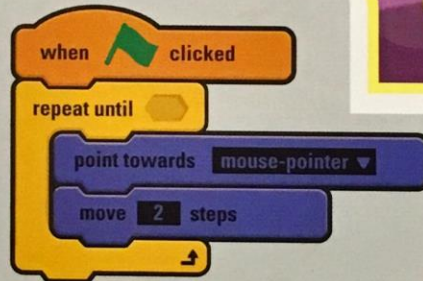 when clicked
repeat until
point towards mouse-pointer ▼
move 2 steps